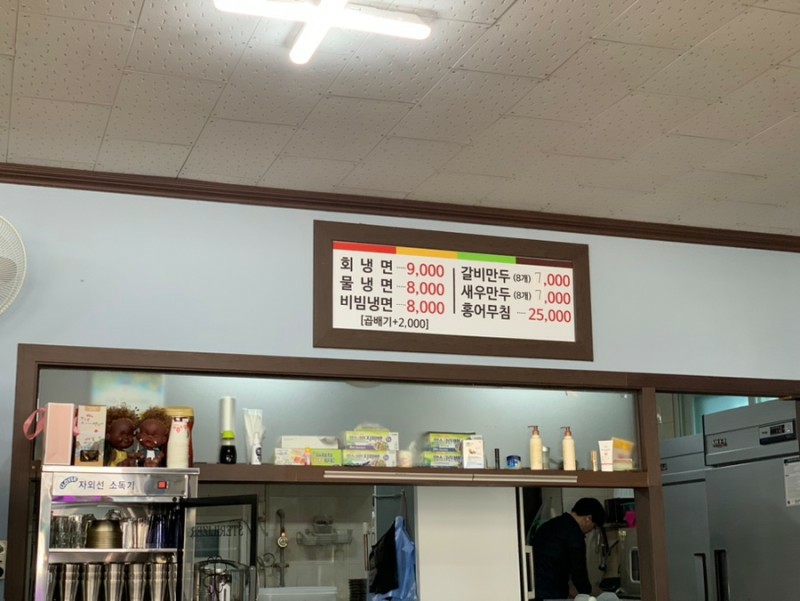 회 냉 면 9,000
물 냉 면 8,000
비빔냉면 8,000
[곱배기+2,000]
갈비만두 (8개) 7,000
새우만두 (8개) 7,000
홍어무침 25,000
자외선 소독기
STERILIZER